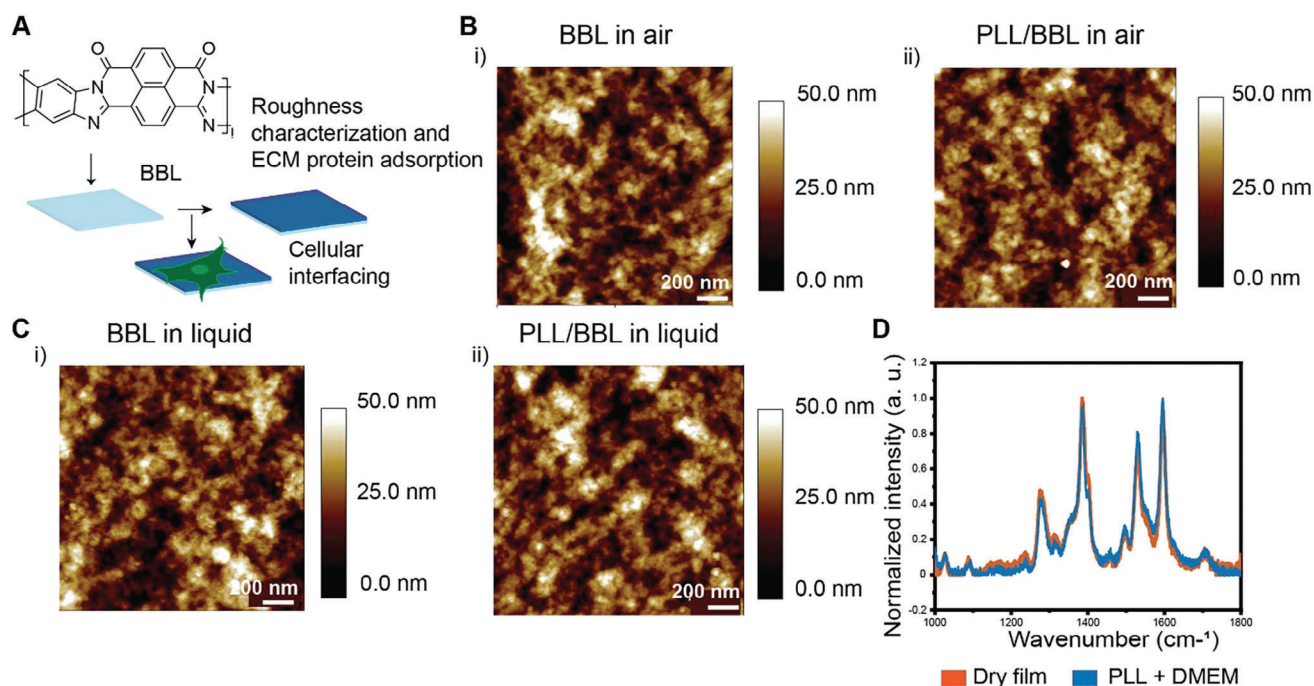 A
O
O
N
N
N
N
Roughness
characterization and
ECM protein adsorption
BBL
Cellular
interfacing
B
BBL in air
i)
200 nm
50.0 nm
25.0 nm
0.0 nm
PLL/BBL in air
ii)
200 nm
50.0 nm
25.0 nm
0.0 nm
C
BBL in liquid
i)
200 nm
50.0 nm
25.0 nm
0.0 nm
PLL/BBL in liquid
ii)
200 nm
50.0 nm
25.0 nm
0.0 nm
D
Normalized intensity (a. u.)
1.2
1.0
0.8
0.6
0.4
0.2
0
-0.2
1000 1200 1400 1600 1800
Wavenumber (cm-¹)
Dry film PLL + DMEM